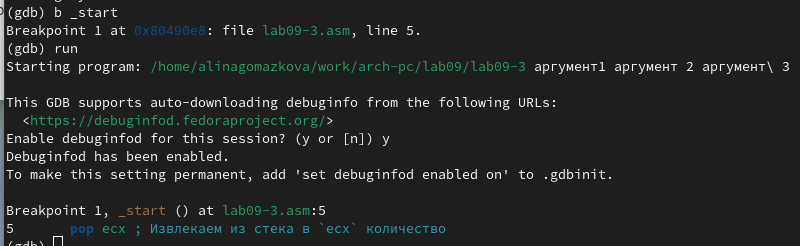 (gdb) b _start
Breakpoint 1 at 0x80490e8: file lab09-3.asm, line 5.
(gdb) run
Starting program: /home/alinagomazkova/work/arch-pc/lab09/lab09-3 аргумент1 аргумент 2 аргумент\ 3
This GDB supports auto-downloading debuginfo from the following URLs:
<https://debuginfod.fedoraproject.org/>
Enable debuginfod for this session? (y or [n]) y
Debuginfod has been enabled.
To make this setting permanent, add 'set debuginfod enabled on' to .gdbinit.
Breakpoint 1, _start () at lab09-3.asm:5
5 pop ecx ; Извлекаем из стека в `ecx` количество
(gdb)